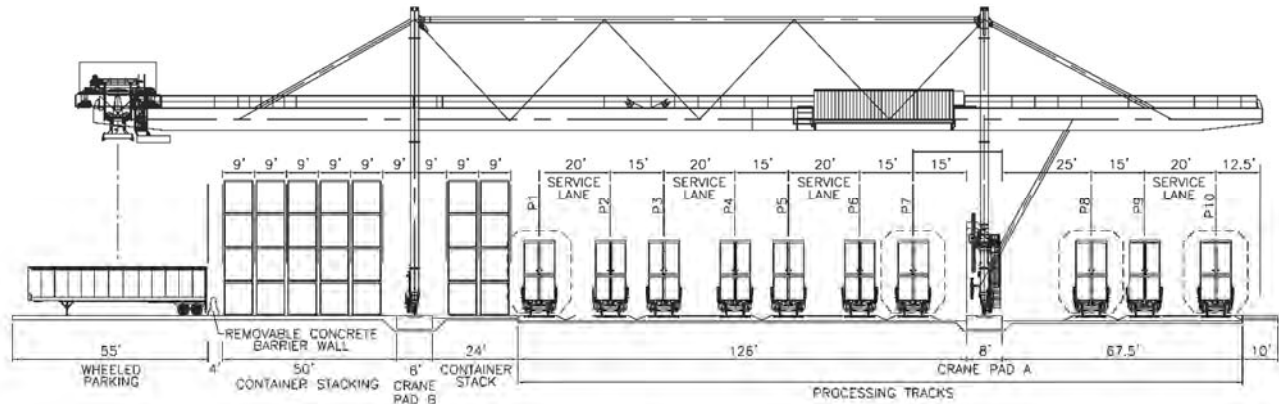 9' 9' 9' 9' 9' 9' 9' 9' 9'
20' 15' 20' 15' 20' 15' 15' 25' 15' 20' 12.5'
SERVICE LANE
SERVICE LANE
SERVICE LANE
SERVICE LANE
P1 P2 P3 P4 P5 P6 P7 P8 P9 P10
REMOVABLE CONCRETE
BARRIER WALL
55' 4' 50' 6' 24' 126' 8' 67.5' 10'
WHEELED
PARKING
CONTAINER STACKING
CRANE
PAD B
CONTAINER
STACK
CRANE PAD A
PROCESSING TRACKS